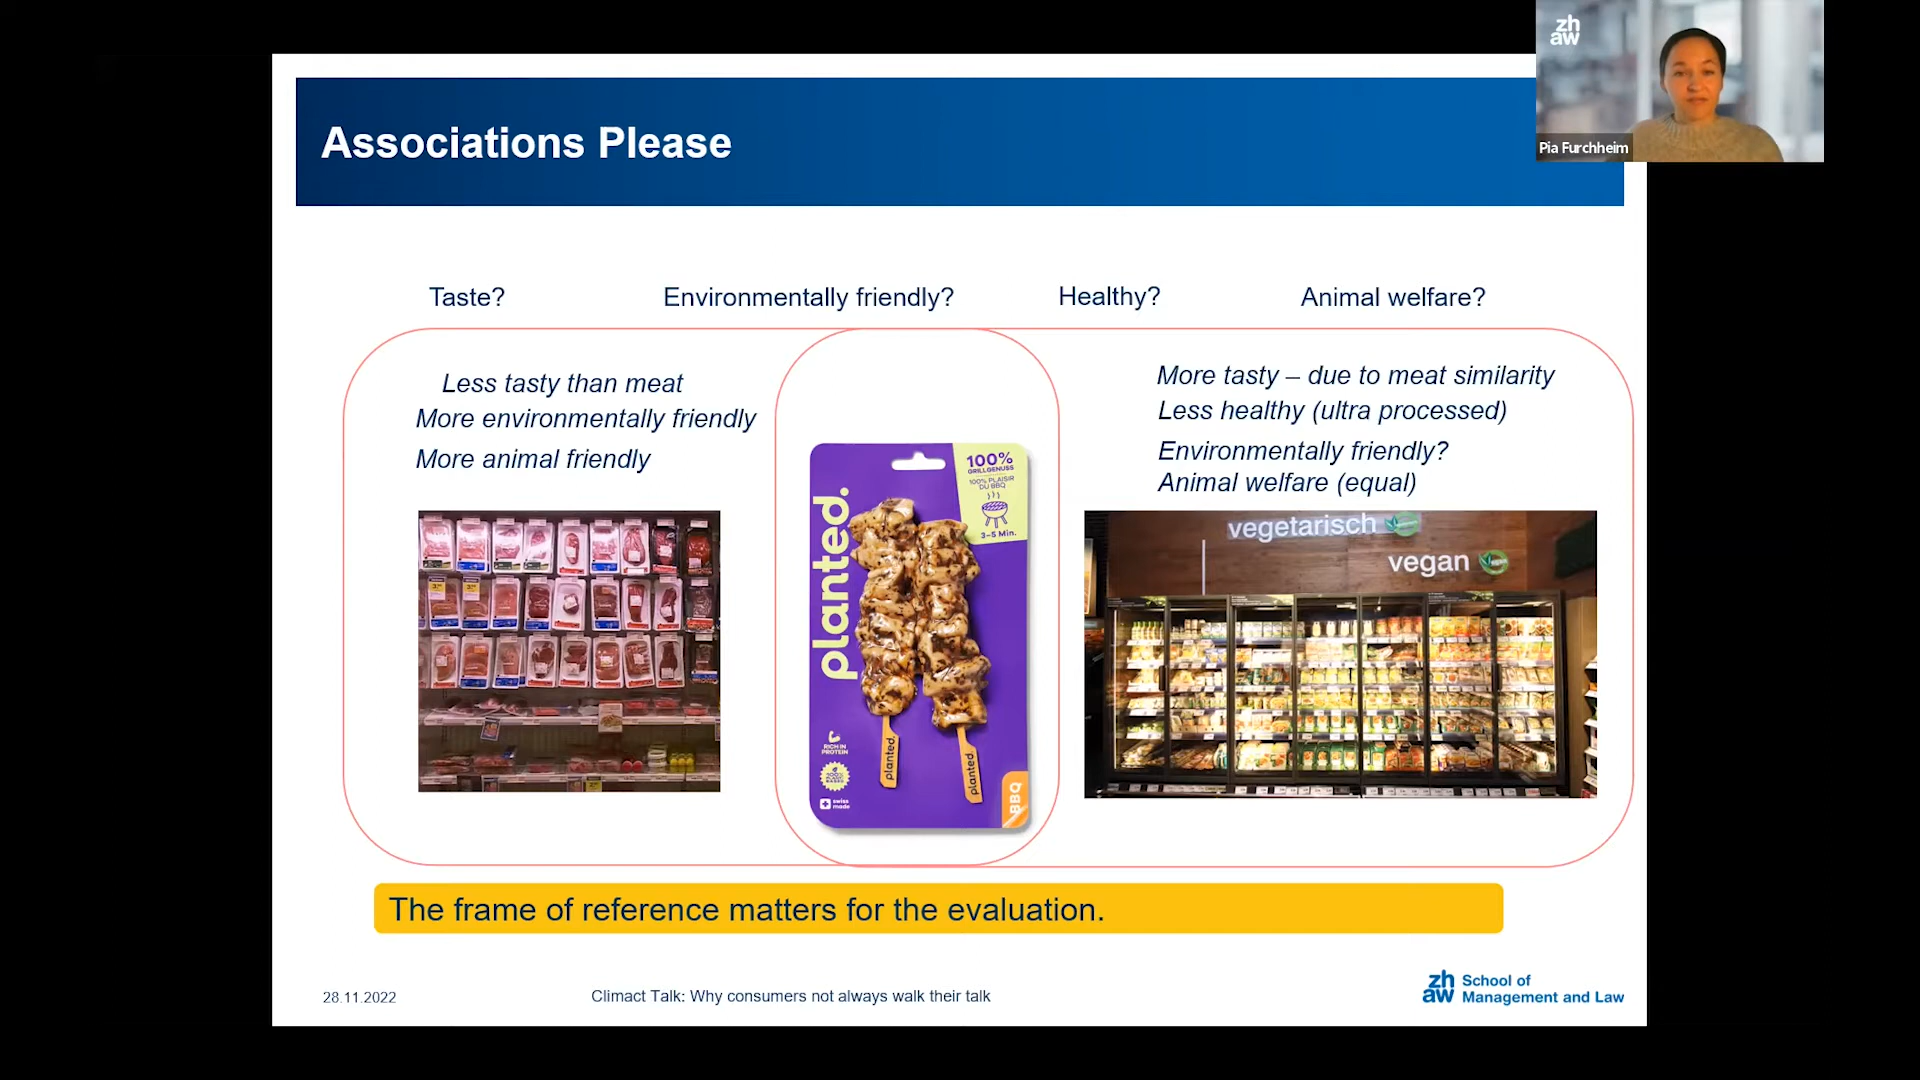 zh
aw
Pia Furchheim
Associations Please
Taste?
Environmentally friendly?
Healthy?
Animal welfare?
Less tasty than meat
More environmentally friendly
More animal friendly
More tasty – due to meat similarity
Less healthy (ultra processed)
Environmentally friendly?
Animal welfare (equal)
planted.
100%
GRILLGENUSS
100% PLAISIR
DU BBQ
3–5 Min.
RICH IN
PROTEIN
swiss
made
planted.
planted.
BBQ
vegetarisch
vegan
The frame of reference matters for the evaluation.
28.11.2022
Climact Talk: Why consumers not always walk their talk
zh
aw
School of
Management and Law